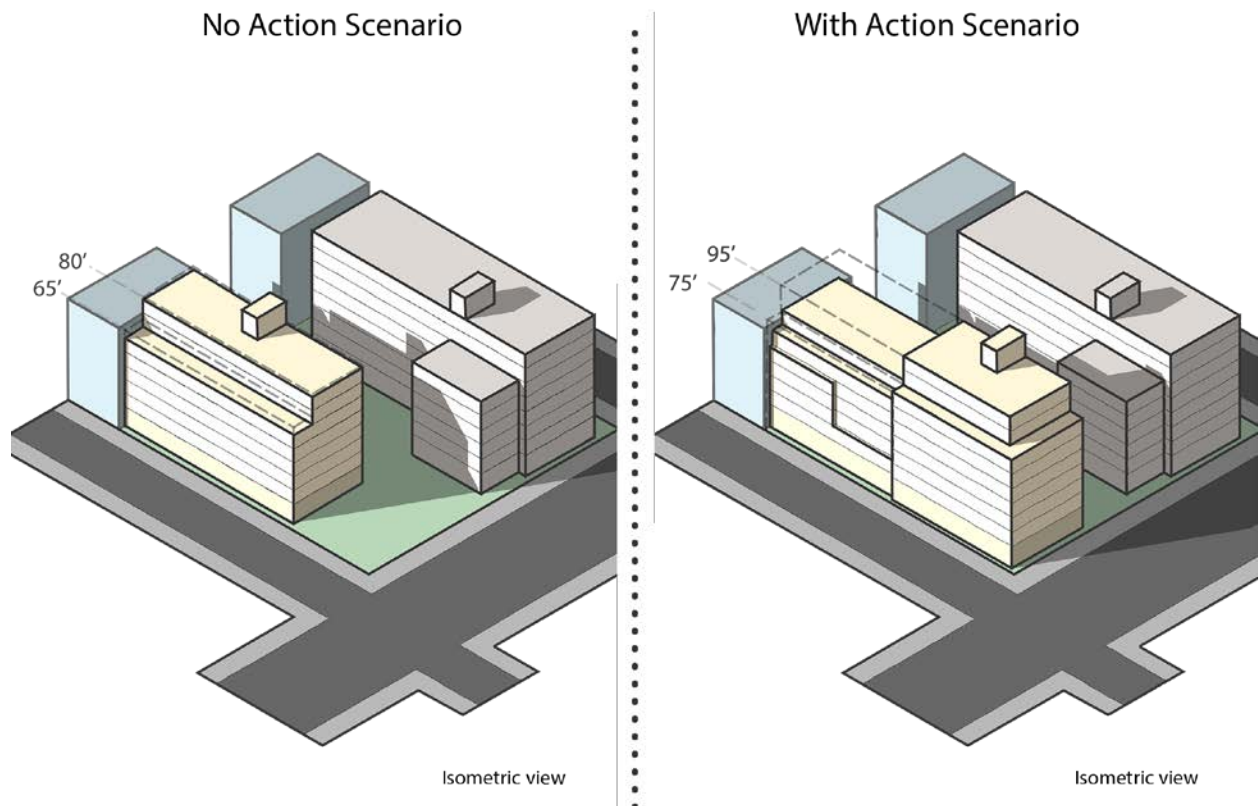 No Action Scenario
With Action Scenario
80’
65’
95’
75’
Isometric view
Isometric view